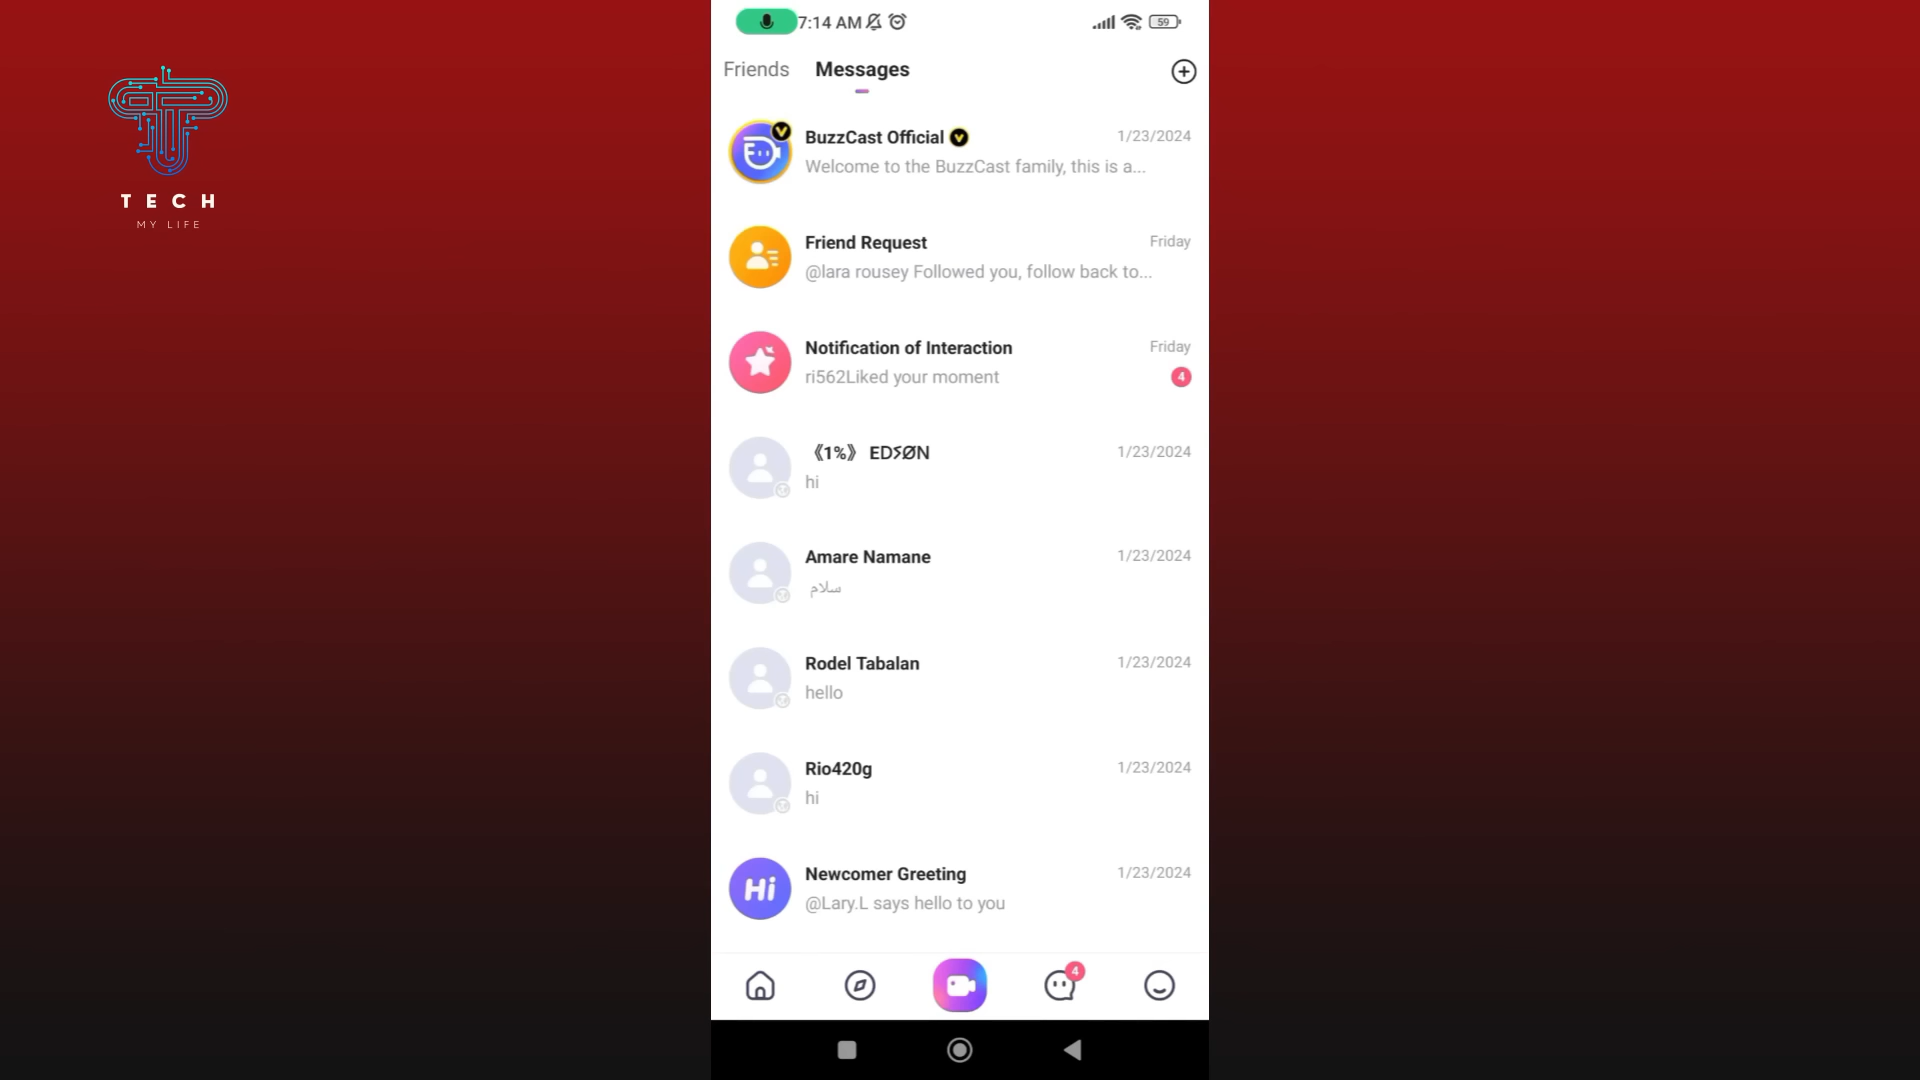 TECH
MY LIFE
7:14 AM
59
Friends Messages
BuzzCast Official 1/23/2024
Welcome to the BuzzCast family, this is a...
Friend Request Friday
@lara rousey Followed you, follow back to...
Notification of Interaction Friday
ri562Liked your moment 4
《1%》 EDⵢØN 1/23/2024
hi
Amare Namane 1/23/2024
سلام
Rodel Tabalan 1/23/2024
hello
Rio420g 1/23/2024
hi
Hi
Newcomer Greeting 1/23/2024
@Lary.L says hello to you
4